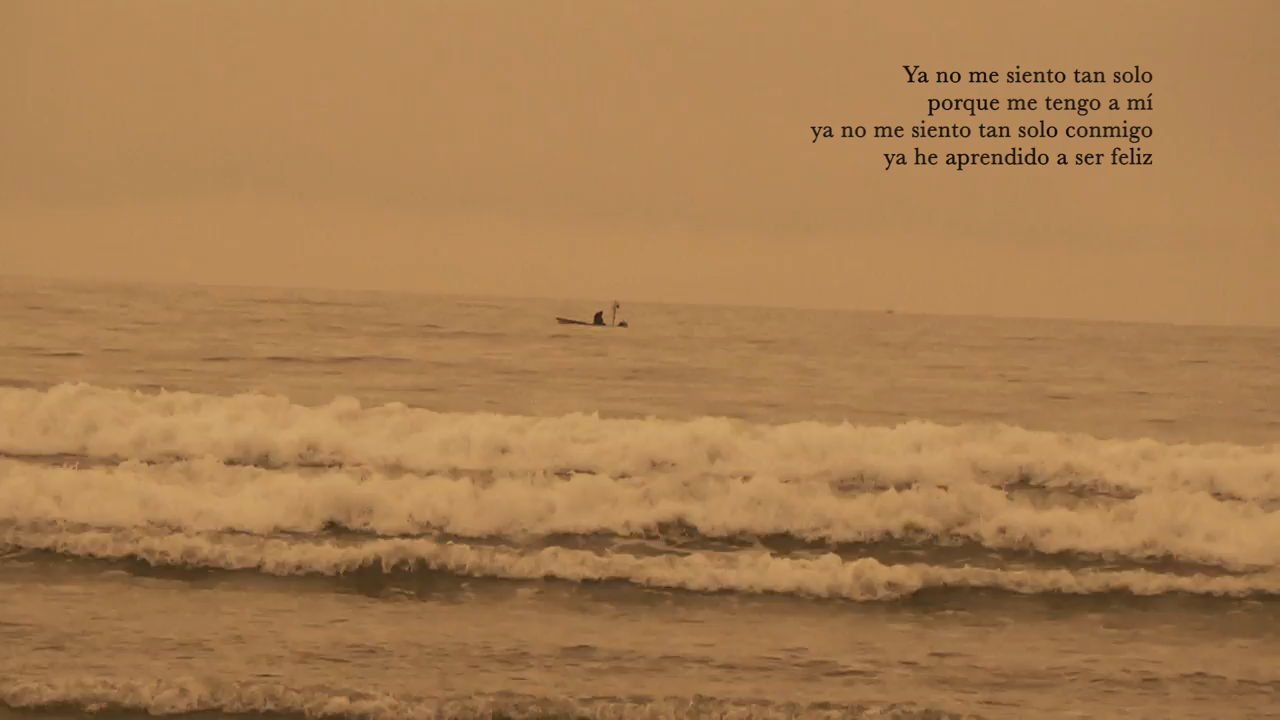 Ya no me siento tan solo
porque me tengo a mí
ya no me siento tan solo conmigo
ya he aprendido a ser feliz